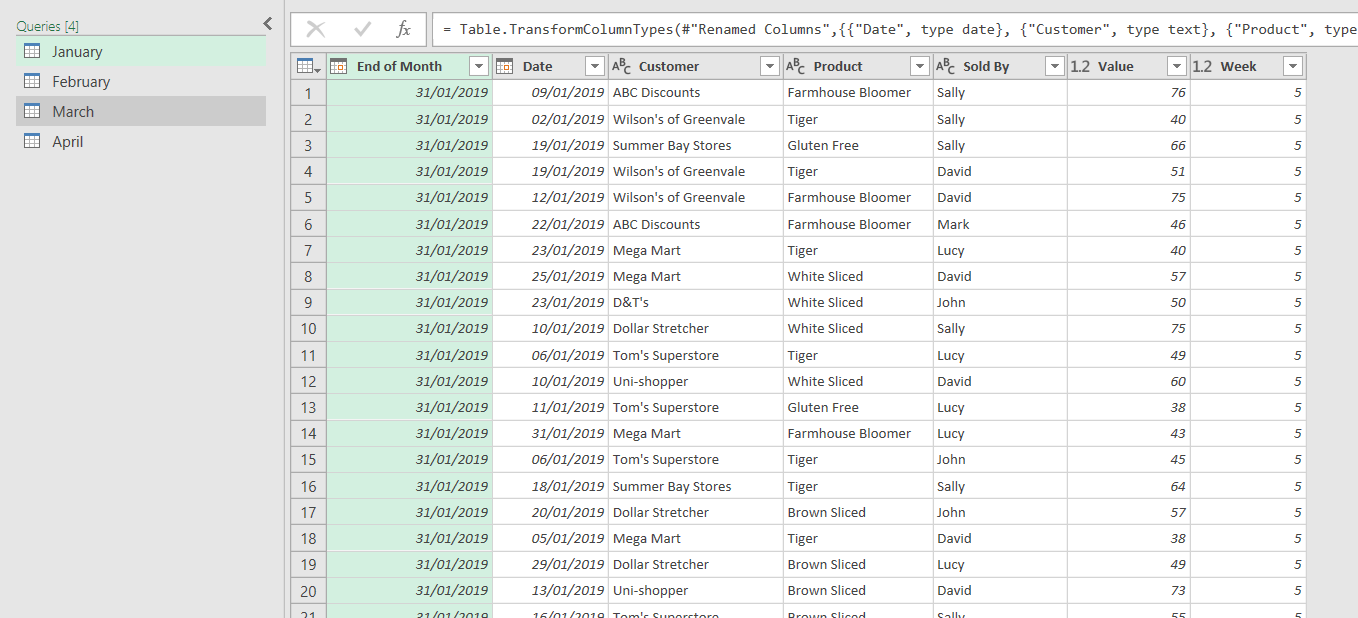 Queries [4]
January
February
March
April
fx = Table.TransformColumnTypes(#"Renamed Columns",{{"Date", type date}, {"Customer", type text}, {"Product", type
End of Month Date ABC Customer ABC Product ABC Sold By 1.2 Value 1.2 Week
1 31/01/2019 09/01/2019 ABC Discounts Farmhouse Bloomer Sally 76 5
2 31/01/2019 02/01/2019 Wilson's of Greenvale Tiger Sally 40 5
3 31/01/2019 19/01/2019 Summer Bay Stores Gluten Free Sally 66 5
4 31/01/2019 19/01/2019 Wilson's of Greenvale Tiger David 51 5
5 31/01/2019 12/01/2019 Wilson's of Greenvale Farmhouse Bloomer David 75 5
6 31/01/2019 22/01/2019 ABC Discounts Farmhouse Bloomer Mark 46 5
7 31/01/2019 23/01/2019 Mega Mart Tiger Lucy 40 5
8 31/01/2019 25/01/2019 Mega Mart White Sliced David 57 5
9 31/01/2019 23/01/2019 D&T's White Sliced John 50 5
10 31/01/2019 10/01/2019 Dollar Stretcher White Sliced Sally 75 5
11 31/01/2019 06/01/2019 Tom's Superstore Tiger Lucy 49 5
12 31/01/2019 10/01/2019 Uni-shopper White Sliced David 60 5
13 31/01/2019 11/01/2019 Tom's Superstore Gluten Free Lucy 38 5
14 31/01/2019 31/01/2019 Mega Mart Farmhouse Bloomer Lucy 43 5
15 31/01/2019 06/01/2019 Tom's Superstore Tiger John 45 5
16 31/01/2019 18/01/2019 Summer Bay Stores Tiger Sally 64 5
17 31/01/2019 20/01/2019 Dollar Stretcher Brown Sliced John 57 5
18 31/01/2019 05/01/2019 Mega Mart Tiger David 38 5
19 31/01/2019 29/01/2019 Dollar Stretcher Brown Sliced Lucy 49 5
20 31/01/2019 13/01/2019 Uni-shopper Brown Sliced David 73 5
21 31/01/2019 16/01/2019 Tom's Superstore Brown Sliced Sally 55 5